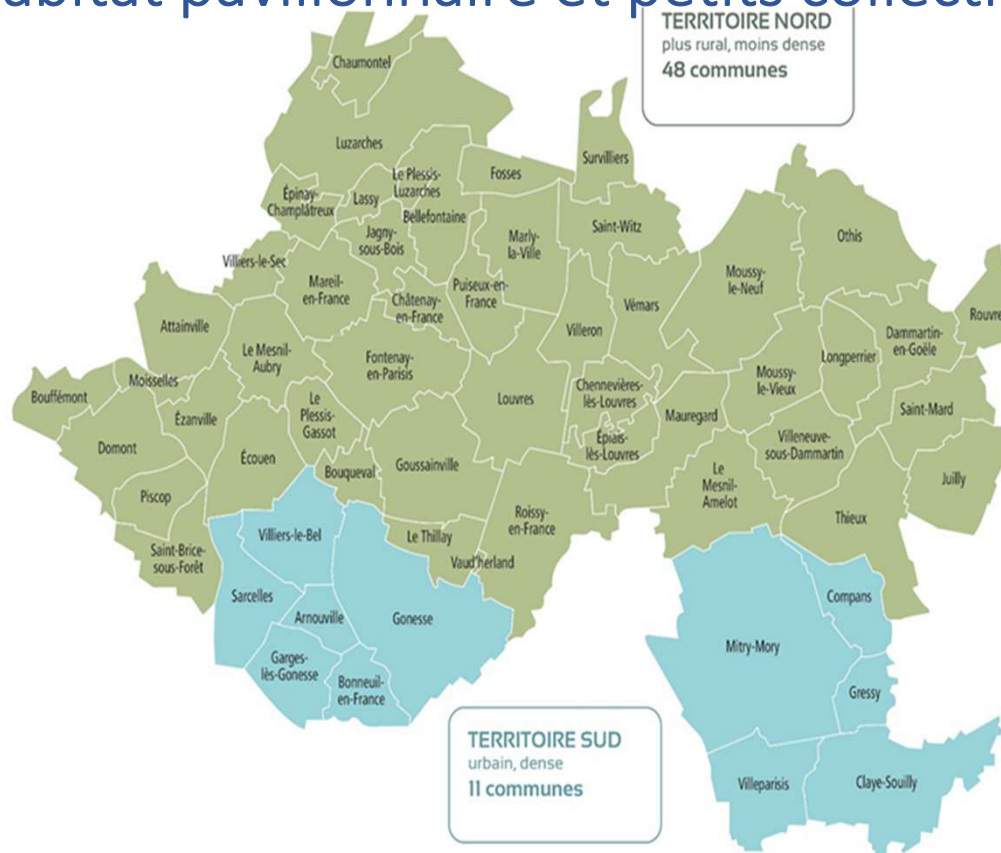 TERRITOIRE NORD
plus rural, moins dense
48 communes
Chaumontel
Luzarches
Survilliers
Fosses
Le Plessis-
Luzarches
Épinay-
Champlâtreux
Lassy
Bellefontaine
Saint-Witz
Othis
Jagny-
sous-Bois
Marly-
la-Ville
Villiers-le-Sec
Mareil-
en-France
Puiseux-en-
France
Moussy-
le-Neuf
Châtenay-
en-France
Vémars
Attainville
Villeron
Dammartin-
en-Goële
Le Mesnil-
Aubry
Fontenay-
en-Parisis
Longperrier
Moussy-
le-Vieux
Moisselles
Bouffémont
Louvres
Chennevières-
lès-Louvres
Saint-Mard
Mauregard
Ézanville
Le
Plessis-
Gassot
Domont
Épiais-
lès-Louvres
Villeneuve-
sous-Dammartin
Écouen
Bouqueval
Goussainville
Le
Mesnil-
Amelot
Juilly
Piscop
Roissy-
en-France
Thieux
Villiers-le-Bel
Le Thillay
Saint-Brice-
sous-Forêt
Vaud'herland
Sarcelles
Compans
Arnouville
Gonesse
Mitry-Mory
Garges-
lès-Gonesse
Bonneuil-
en-France
Gressy
TERRITOIRE SUD
urbain, dense
11 communes
Villeparisis
Claye-Souilly